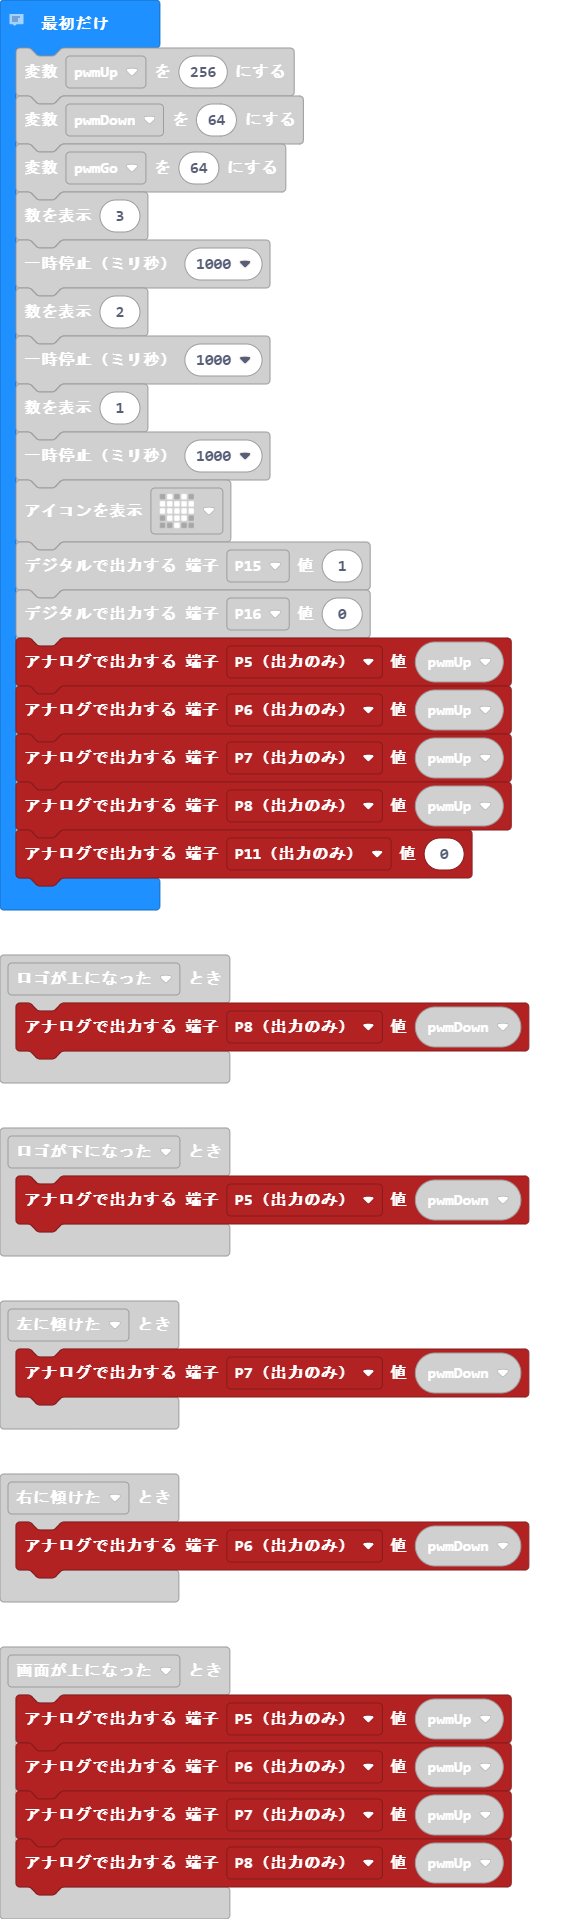 最初だけ
変数 pwmUp を 256 にする
変数 pwmDown を 64 にする
変数 pwmGo を 64 にする
数を表示 3
一時停止（ミリ秒） 1000
数を表示 2
一時停止（ミリ秒） 1000
数を表示 1
一時停止（ミリ秒） 1000
アイコンを表示
デジタルで出力する 端子 P15 値 1
デジタルで出力する 端子 P16 値 0
アナログで出力する 端子 P5（出力のみ） 値 pwmUp
アナログで出力する 端子 P6（出力のみ） 値 pwmUp
アナログで出力する 端子 P7（出力のみ） 値 pwmUp
アナログで出力する 端子 P8（出力のみ） 値 pwmUp
アナログで出力する 端子 P11（出力のみ） 値 0
ロゴが上になった とき
アナログで出力する 端子 P8（出力のみ） 値 pwmDown
ロゴが下になった とき
アナログで出力する 端子 P5（出力のみ） 値 pwmDown
左に傾けた とき
アナログで出力する 端子 P7（出力のみ） 値 pwmDown
右に傾けた とき
アナログで出力する 端子 P6（出力のみ） 値 pwmDown
画面が上になった とき
アナログで出力する 端子 P5（出力のみ） 値 pwmUp
アナログで出力する 端子 P6（出力のみ） 値 pwmUp
アナログで出力する 端子 P7（出力のみ） 値 pwmUp
アナログで出力する 端子 P8（出力のみ） 値 pwmUp